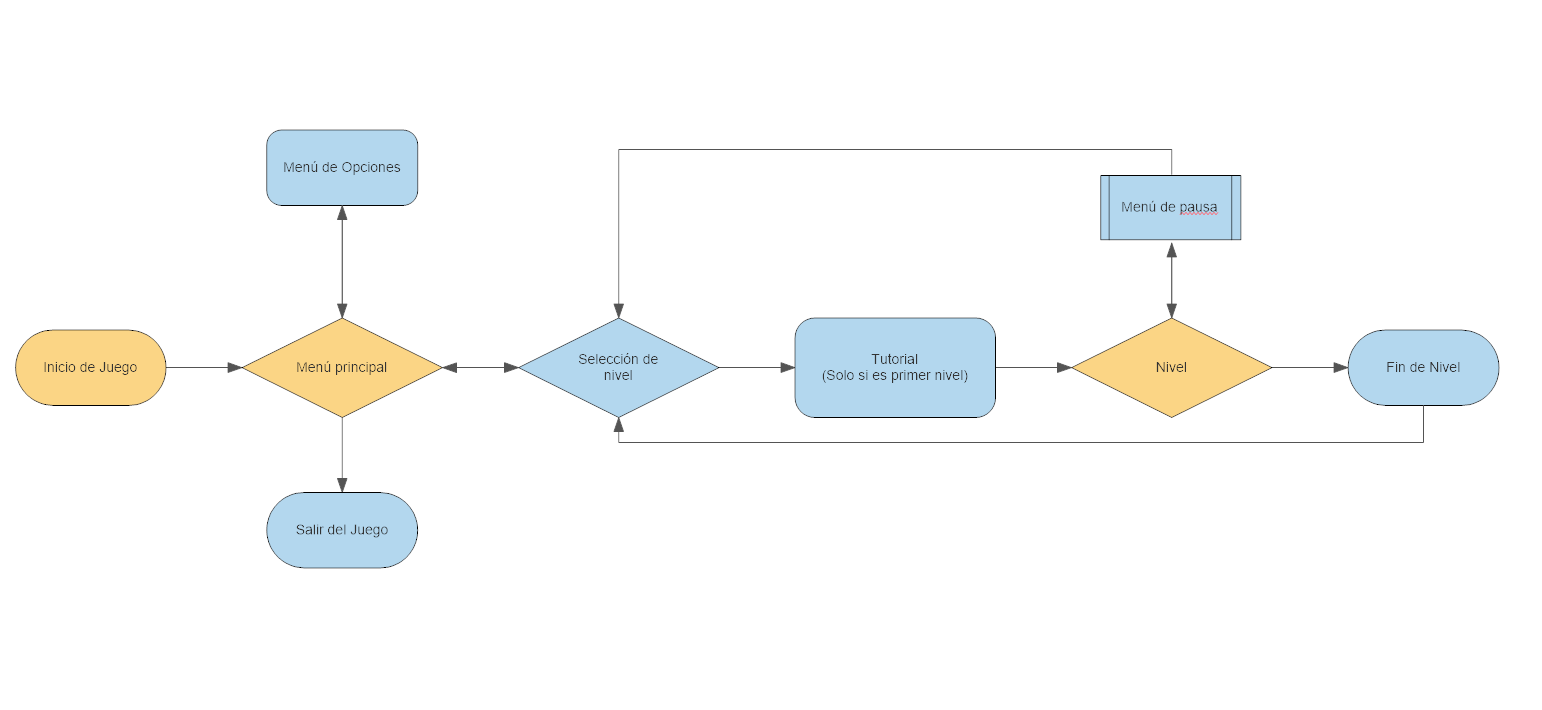 Menú de Opciones
Menú de pausa
Inicio de Juego
Menú principal
Selección de
nivel
Tutorial
(Solo si es primer nivel)
Nivel
Fin de Nivel
Salir del Juego